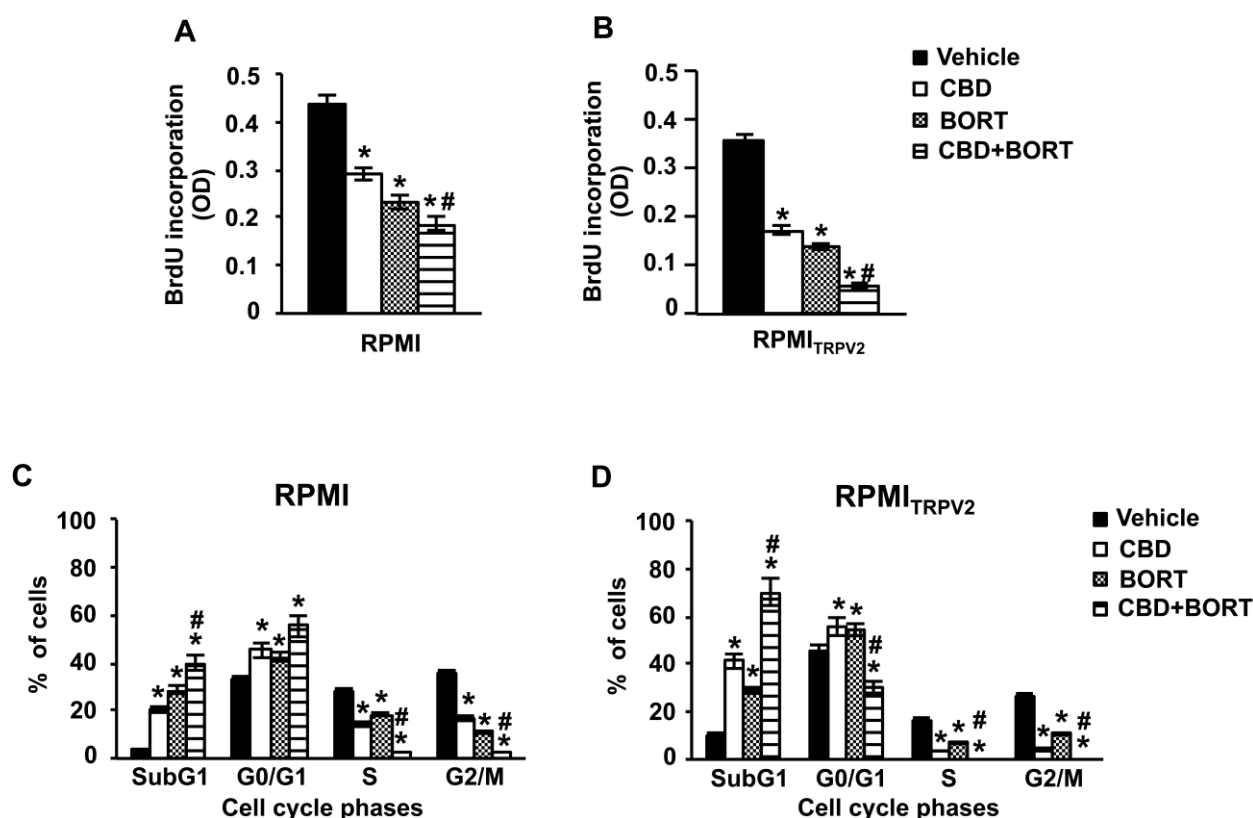 A
BrdU incorporation
(OD)
0.5
0.4
0.3
0.2
0.1
0
*
*
*#
RPMI
B
BrdU incorporation
(OD)
0.5
0.4
0.3
0.2
0.1
0
*
*
*#
RPMITRPV2
Vehicle
CBD
BORT
CBD+BORT
C
RPMI
% of cells
100
80
60
40
20
0
*
*
#
*
*
*
*
*
*
#
*
*
*
#
*
SubG1 G0/G1 S G2/M
Cell cycle phases
D
RPMITRPV2
% of cells
100
80
60
40
20
0
*
*
#
*
*
*
#
*
*
*
#
*
*
*
#
*
SubG1 G0/G1 S G2/M
Cell cycle phases
Vehicle
CBD
BORT
CBD+BORT